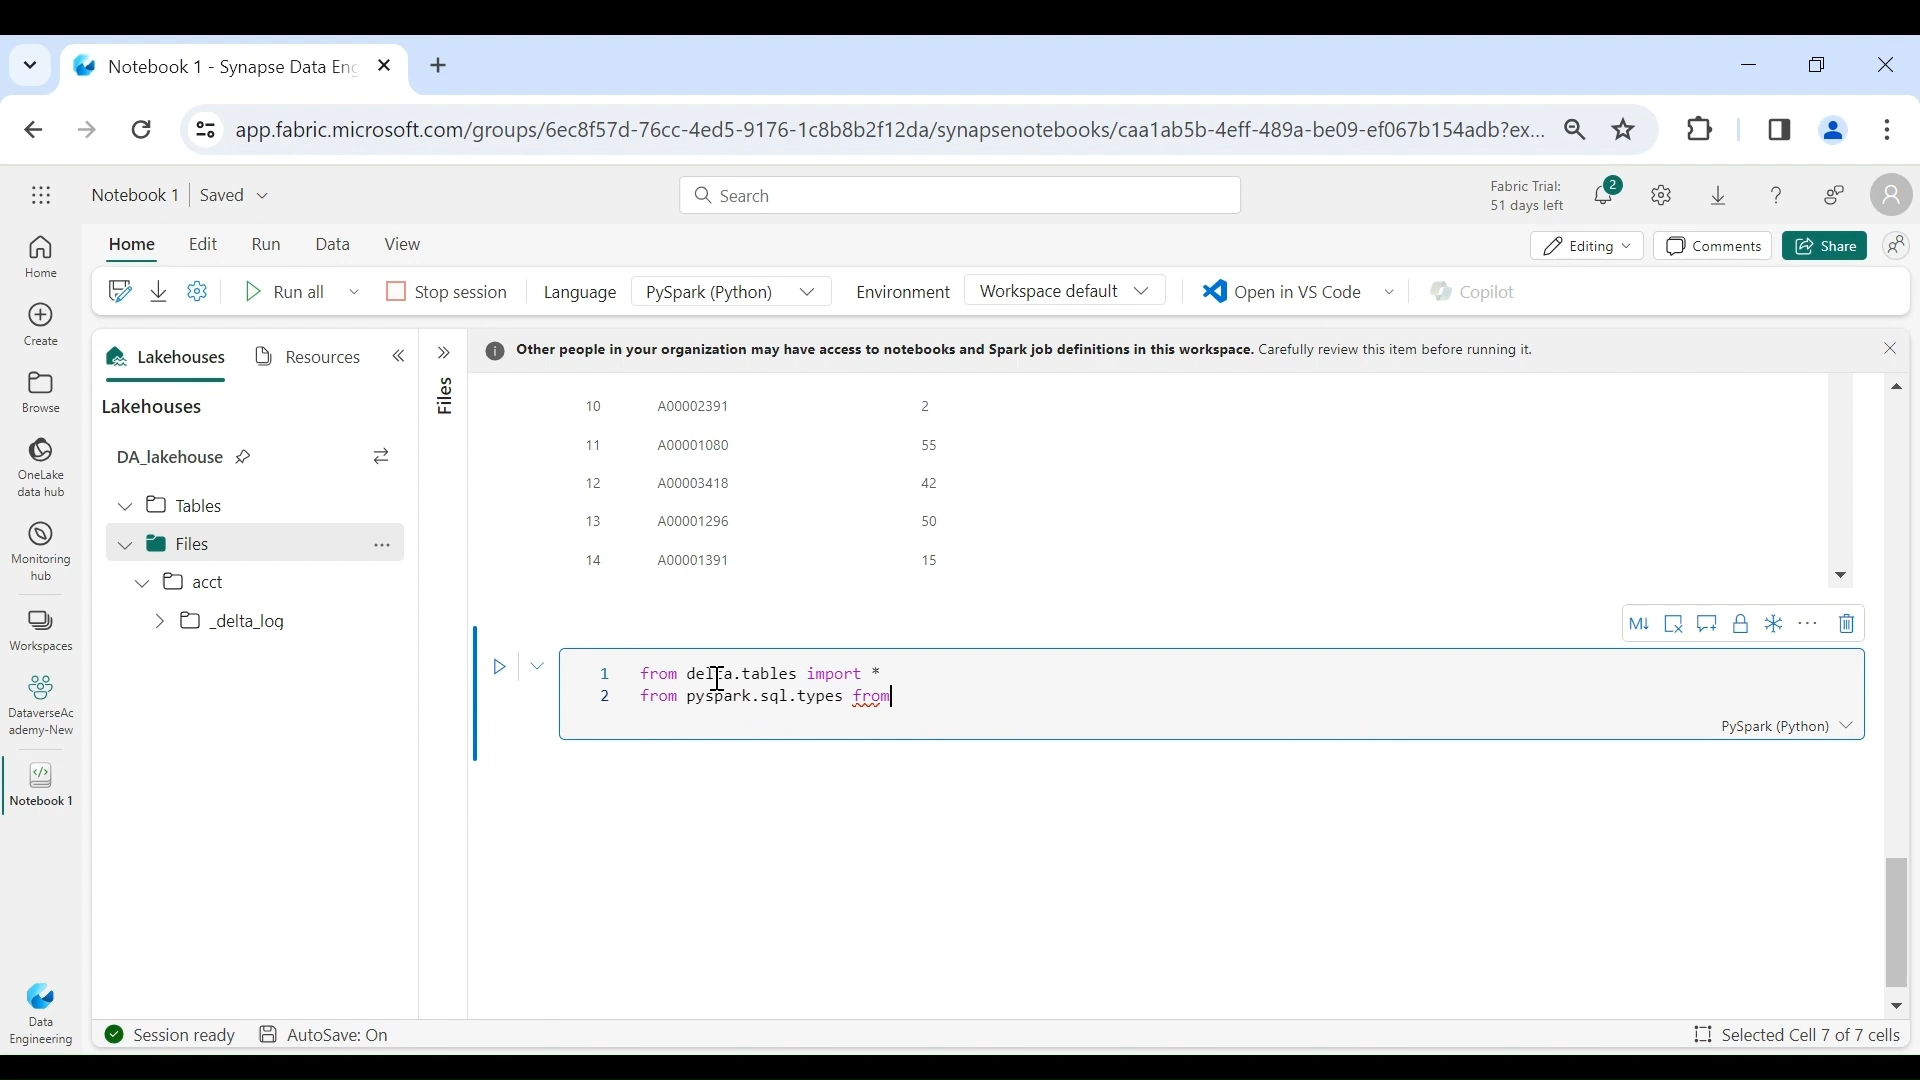 Notebook 1 - Synapse Data Eng
app.fabric.microsoft.com/groups/6ec8f57d-76cc-4ed5-9176-1c8b8b2f12da/synapsenotebooks/caa1ab5b-4eff-489a-be09-ef067b154adb?ex...
Notebook 1 | Saved
Search
Fabric Trial:
51 days left
2
Home Edit Run Data View
Editing Comments Share
Run all Stop session Language PySpark (Python) Environment Workspace default Open in VS Code Copilot
Home
Create
Browse
OneLake
data hub
Monitoring
hub
Workspaces
DataverseAc
ademy-New
Notebook 1
Data
Engineering
Lakehouses Resources
Lakehouses
DA_lakehouse
Tables
Files
acct
_delta_log
Files
Other people in your organization may have access to notebooks and Spark job definitions in this workspace. Carefully review this item before running it.
10 A00002391 2
11 A00001080 55
12 A00003418 42
13 A00001296 50
14 A00001391 15
M↓
1 from delta.tables import *
2 from pyspark.sql.types from
PySpark (Python)
Session ready AutoSave: On
Selected Cell 7 of 7 cells